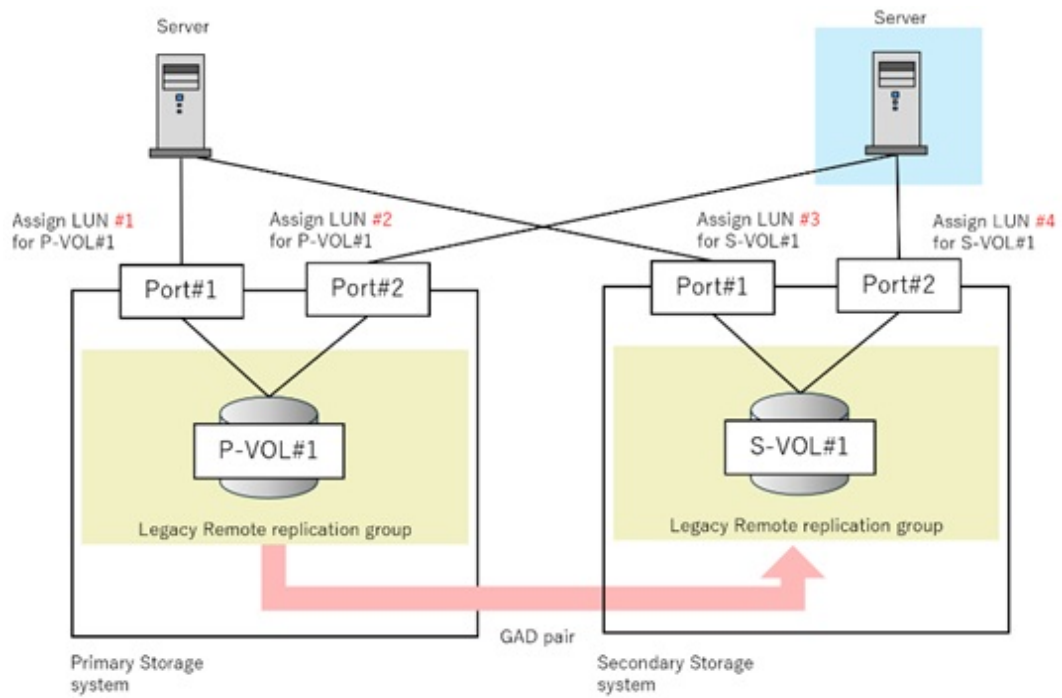 Server
Server
Assign LUN #1
for P-VOL#1
Assign LUN #2
for P-VOL#1
Assign LUN #3
for S-VOL#1
Assign LUN #4
for S-VOL#1
Port#1
Port#2
Port#1
Port#2
P-VOL#1
S-VOL#1
Legacy Remote replication group
Legacy Remote replication group
GAD pair
Primary Storage
system
Secondary Storage
system